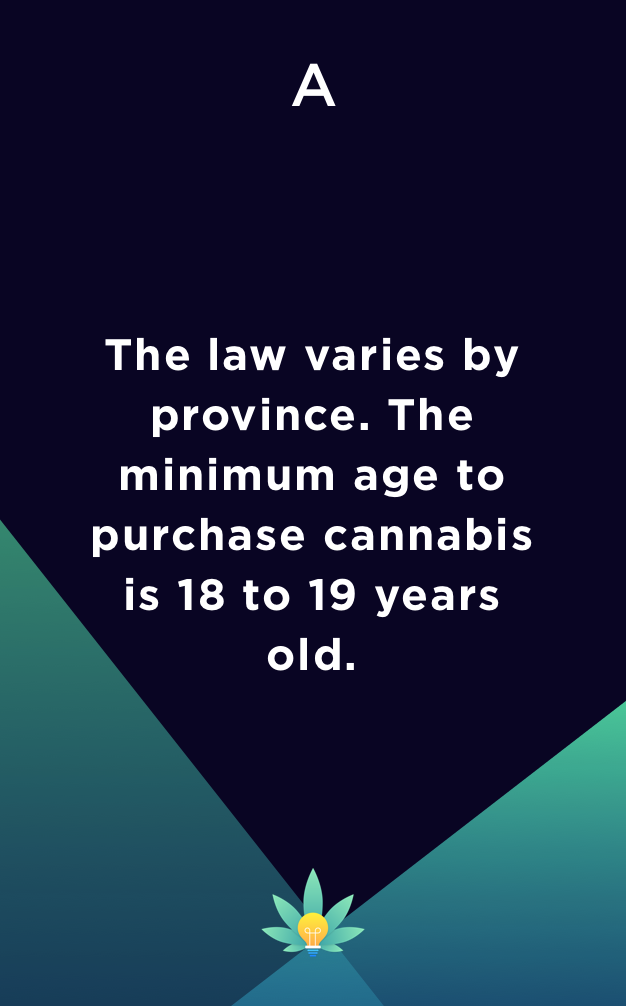 A
The law varies by
province. The
minimum age to
purchase cannabis
is 18 to 19 years
old.